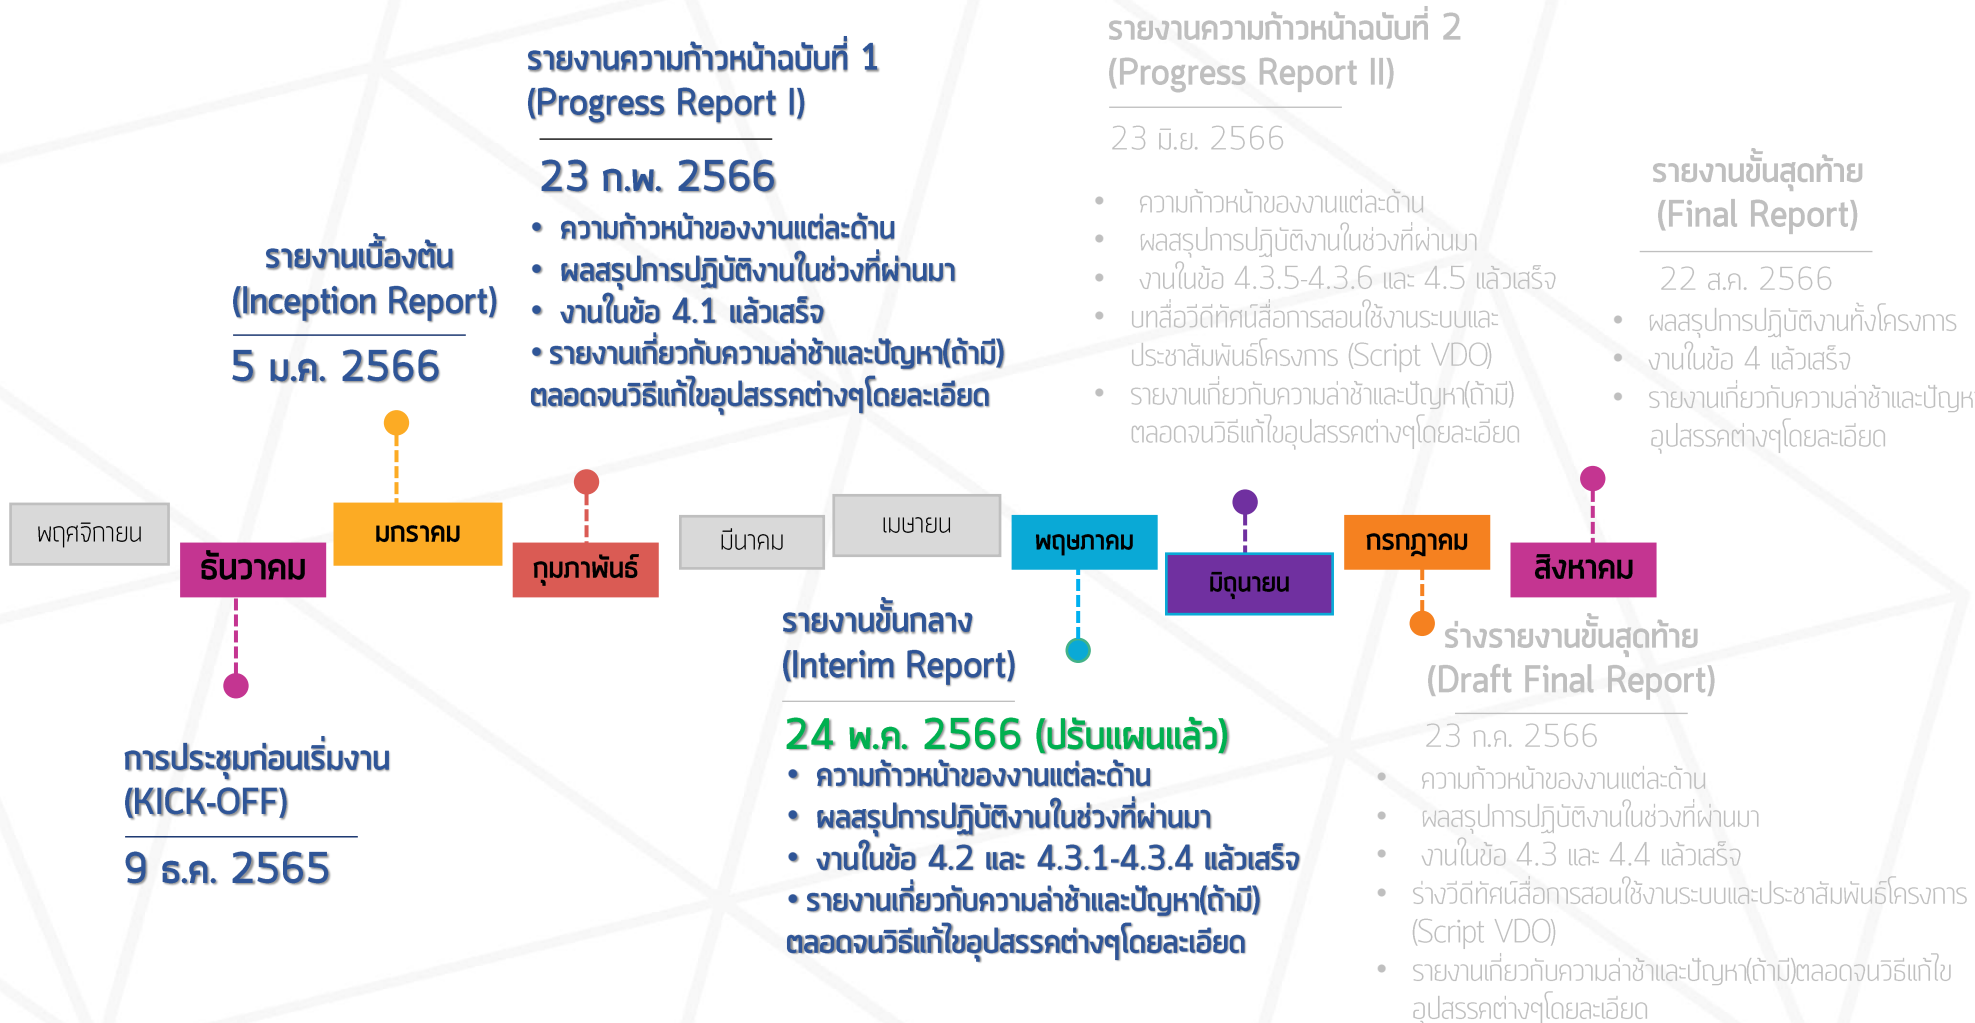 รายงานความก้าวหน้าฉบับที่ 1
(Progress Report I)
23 ก.พ. 2566
• ความก้าวหน้าของงานแต่ละด้าน
• ผลสรุปการปฏิบัติงานในช่วงที่ผ่านมา
• งานในข้อ 4.1 แล้วเสร็จ
• รายงานเกี่ยวกับความล่าช้าและปัญหา(ถ้ามี)
ตลอดจนวิธีแก้ไขอุปสรรคต่างๆโดยละเอียด
รายงานความก้าวหน้าฉบับที่ 2
(Progress Report II)
23 มิ.ย. 2566
• ความก้าวหน้าของงานแต่ละด้าน
• ผลสรุปการปฏิบัติงานในช่วงที่ผ่านมา
• งานในข้อ 4.3.5-4.3.6 และ 4.5 แล้วเสร็จ
• บทสื่อวีดีทัศน์สื่อการสอนใช้งานระบบและ
ประชาสัมพันธ์โครงการ (Script VDO)
• รายงานเกี่ยวกับความล่าช้าและปัญหา(ถ้ามี)
ตลอดจนวิธีแก้ไขอุปสรรคต่างๆโดยละเอียด
รายงานขั้นสุดท้าย
(Final Report)
22 ส.ค. 2566
• ผลสรุปการปฏิบัติงานทั้งโครงการ
• งานในข้อ 4 แล้วเสร็จ
• รายงานเกี่ยวกับความล่าช้าและปัญห
อุปสรรคต่างๆโดยละเอียด
รายงานเบื้องต้น
(Inception Report)
5 ม.ค. 2566
พฤศจิกายน
ธันวาคม
มกราคม
กุมภาพันธ์
มีนาคม
เมษายน
พฤษภาคม
มิถุนายน
กรกฎาคม
สิงหาคม
การประชุมก่อนเริ่มงาน
(KICK-OFF)
9 ธ.ค. 2565
รายงานขั้นกลาง
(Interim Report)
24 พ.ค. 2566 (ปรับแผนแล้ว)
• ความก้าวหน้าของงานแต่ละด้าน
• ผลสรุปการปฏิบัติงานในช่วงที่ผ่านมา
• งานในข้อ 4.2 และ 4.3.1-4.3.4 แล้วเสร็จ
• รายงานเกี่ยวกับความล่าช้าและปัญหา(ถ้ามี)
ตลอดจนวิธีแก้ไขอุปสรรคต่างๆโดยละเอียด
ร่างรายงานขั้นสุดท้าย
(Draft Final Report)
23 ก.ค. 2566
• ความก้าวหน้าของงานแต่ละด้าน
• ผลสรุปการปฏิบัติงานในช่วงที่ผ่านมา
• งานในข้อ 4.3 และ 4.4 แล้วเสร็จ
• ร่างวีดีทัศน์สื่อการสอนใช้งานระบบและประชาสัมพันธ์โครงการ
(Script VDO)
• รายงานเกี่ยวกับความล่าช้าและปัญหา(ถ้ามี)ตลอดจนวิธีแก้ไข
อุปสรรคต่างๆโดยละเอียด